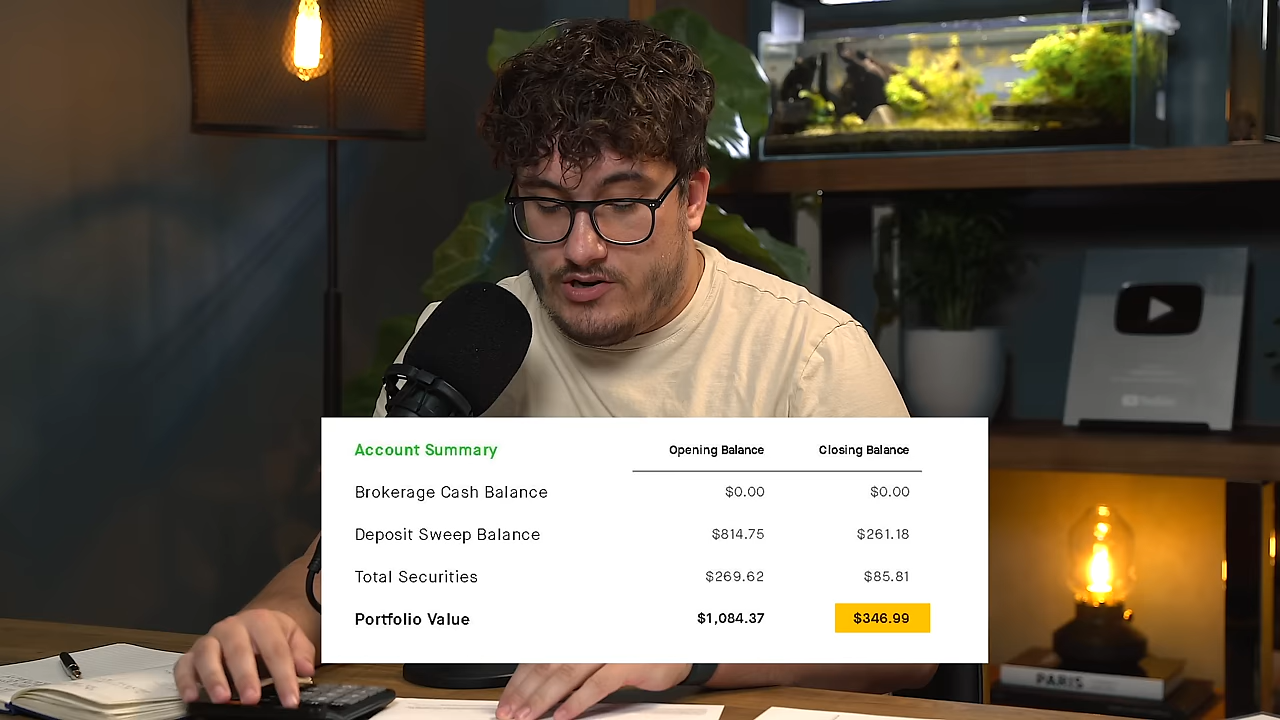 Account Summary Opening Balance Closing Balance
Brokerage Cash Balance $0.00 $0.00
Deposit Sweep Balance $814.75 $261.18
Total Securities $269.62 $85.81
Portfolio Value $1,084.37 $346.99
PARIS